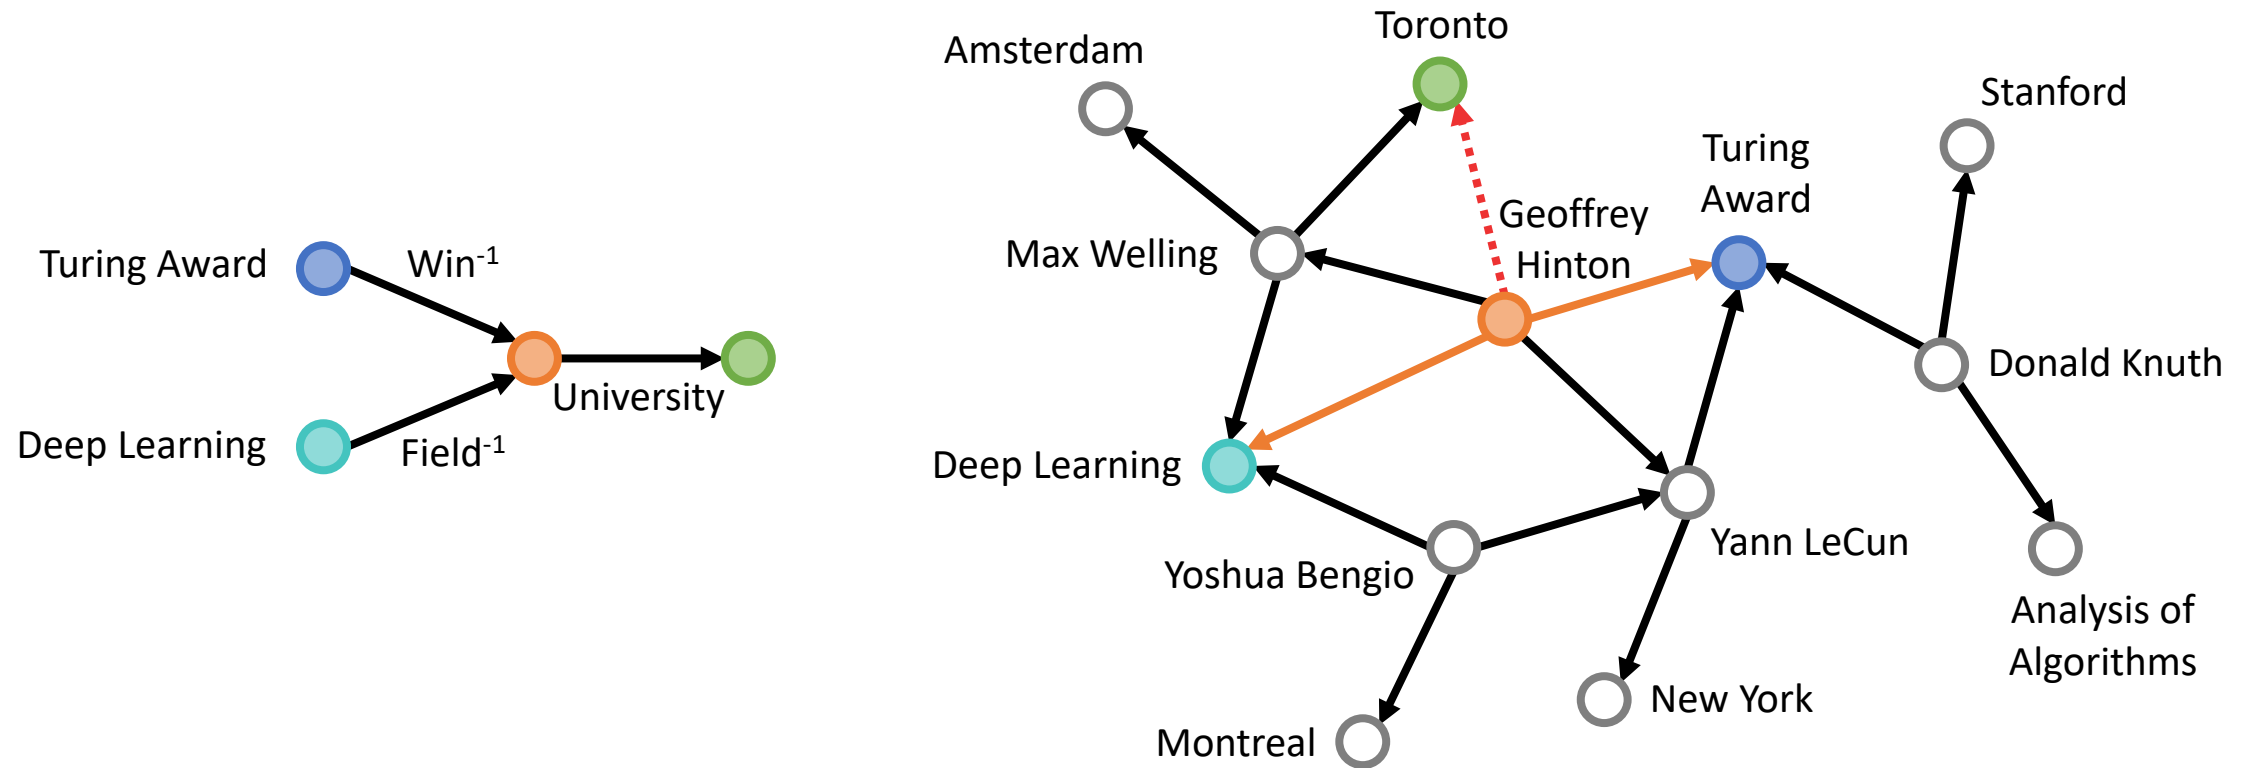 Turing Award
Win⁻¹
University
Deep Learning
Field⁻¹
Toronto
Amsterdam
Stanford
Turing
Award
Geoffrey
Hinton
Max Welling
Donald Knuth
Deep Learning
Yann LeCun
Yoshua Bengio
Analysis of
Algorithms
New York
Montreal